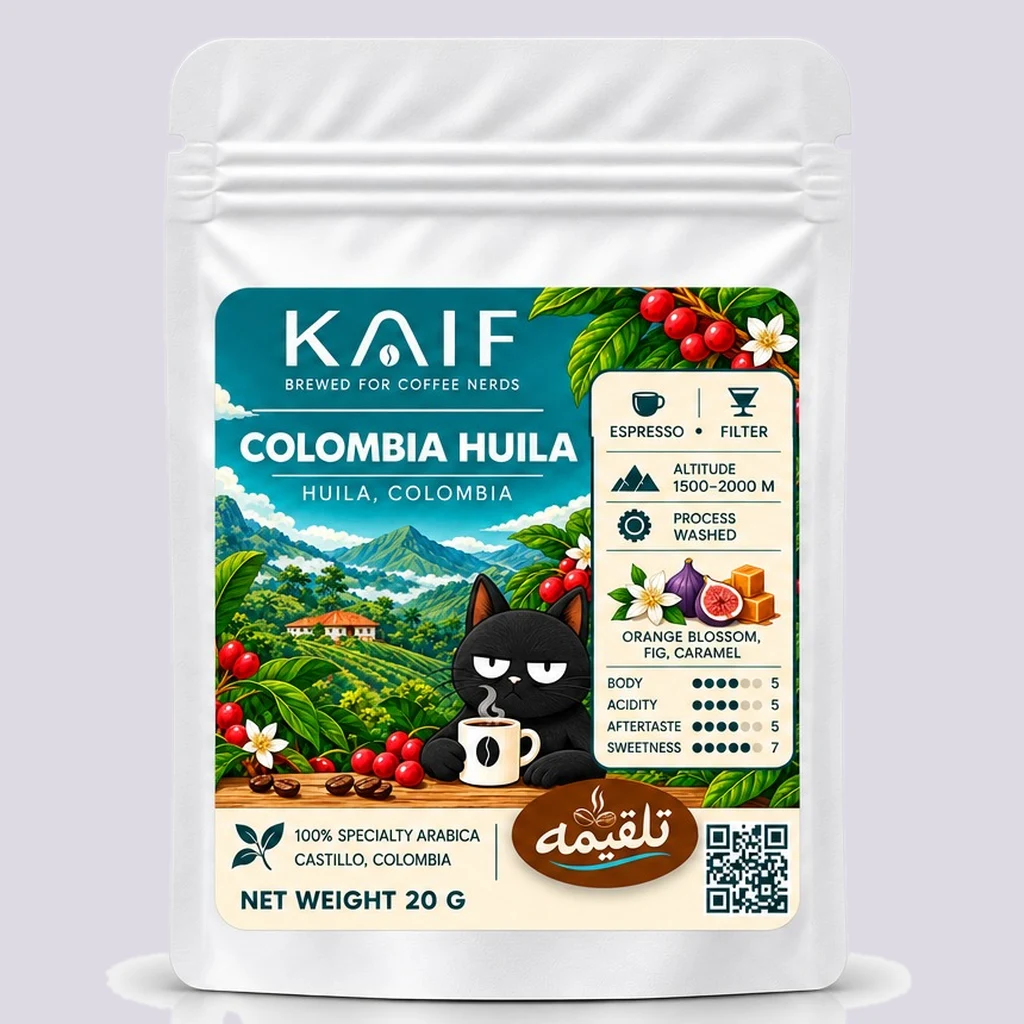 KAIF
BREWED FOR COFFEE NERDS
COLOMBIA HUILA
HUILA, COLOMBIA
ESPRESSO • FILTER
ALTITUDE
1500–2000 M
PROCESS
WASHED
ORANGE BLOSSOM,
FIG, CARAMEL
BODY 5
ACIDITY 5
AFTERTASTE 5
SWEETNESS 7
100% SPECIALTY ARABICA
CASTILLO, COLOMBIA
NET WEIGHT 20 G
تلقيمه